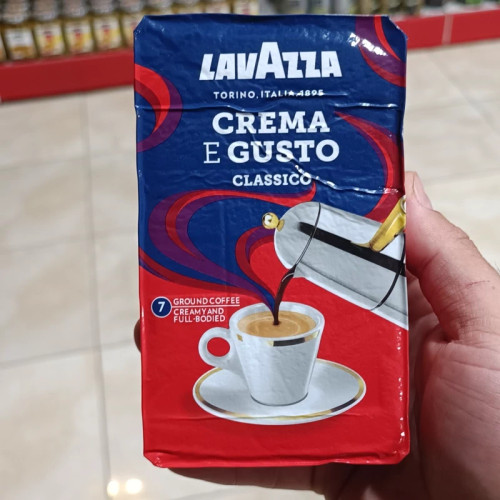 LAVAZZA
TORINO, ITALIA, 1895
CREMA
E GUSTO
CLASSICO
7
GROUND COFFEE
CREAMY AND
FULL-BODIED